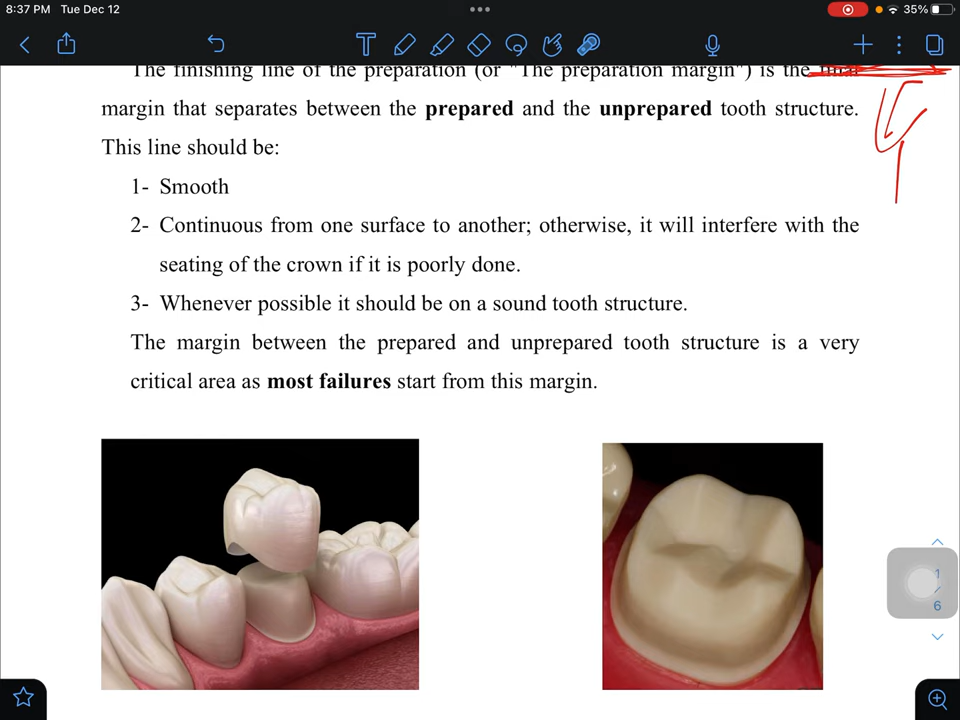 8:37 PM Tue Dec 12
35%
The finishing line of the preparation (or "The preparation margin") is the final
margin that separates between the prepared and the unprepared tooth structure.
This line should be:
1- Smooth
2- Continuous from one surface to another; otherwise, it will interfere with the
seating of the crown if it is poorly done.
3- Whenever possible it should be on a sound tooth structure.
The margin between the prepared and unprepared tooth structure is a very
critical area as most failures start from this margin.
1
/
6